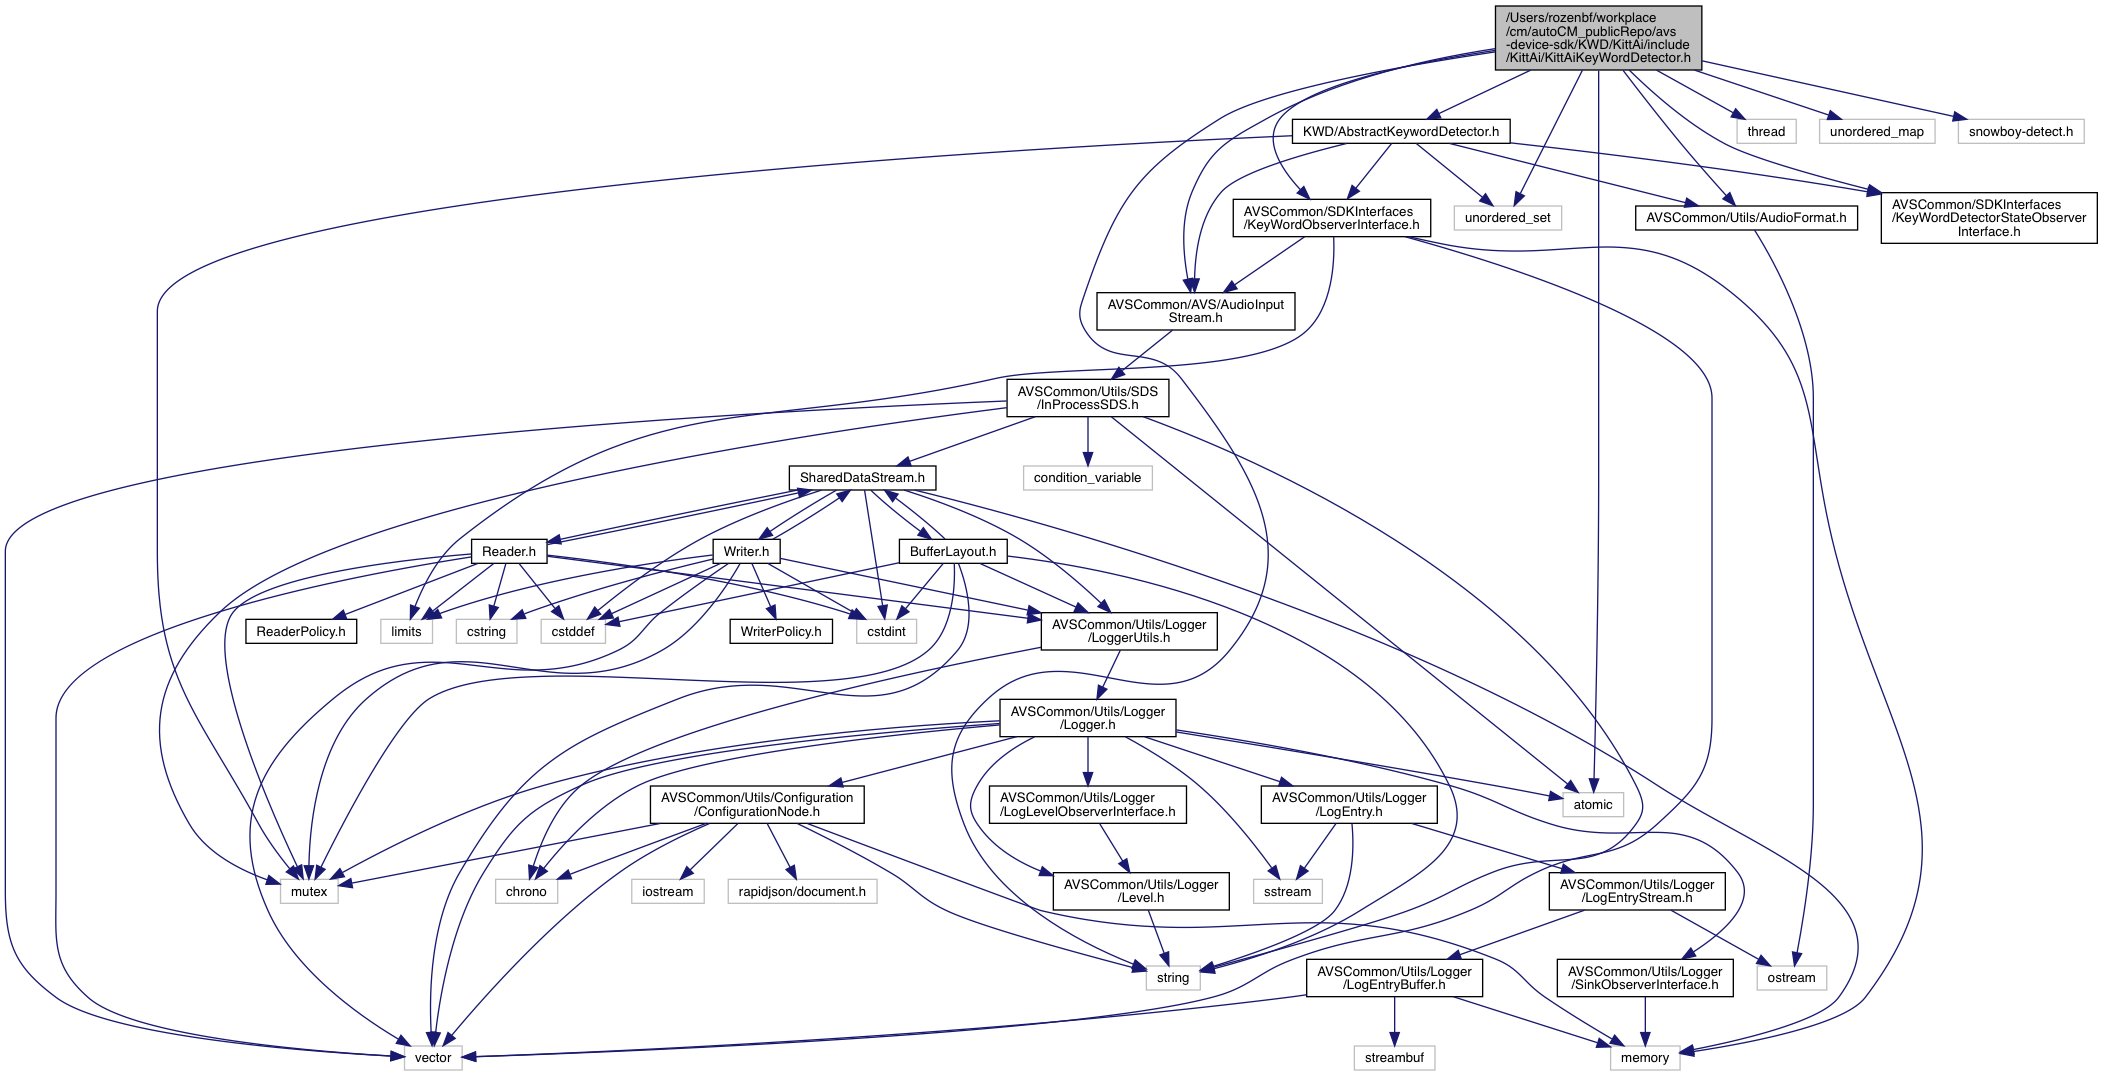 /Users/rozenbf/workplace
/cm/autoCM_publicRepo/avs
-device-sdk/KWD/KittAi/include
/KittAi/KittAiKeyWordDetector.h
KWD/AbstractKeywordDetector.h
thread
unordered_map
snowboy-detect.h
AVSCommon/SDKInterfaces
/KeyWordObserverInterface.h
unordered_set
AVSCommon/Utils/AudioFormat.h
AVSCommon/SDKInterfaces
/KeyWordDetectorStateObserver
Interface.h
AVSCommon/AVS/AudioInput
Stream.h
AVSCommon/Utils/SDS
/InProcessSDS.h
SharedDataStream.h
condition_variable
Reader.h
Writer.h
BufferLayout.h
ReaderPolicy.h
limits
cstring
cstddef
WriterPolicy.h
cstdint
AVSCommon/Utils/Logger
/LoggerUtils.h
AVSCommon/Utils/Logger
/Logger.h
AVSCommon/Utils/Configuration
/ConfigurationNode.h
AVSCommon/Utils/Logger
/LogLevelObserverInterface.h
AVSCommon/Utils/Logger
/LogEntry.h
atomic
mutex
chrono
iostream
rapidjson/document.h
AVSCommon/Utils/Logger
/Level.h
sstream
AVSCommon/Utils/Logger
/LogEntryStream.h
string
AVSCommon/Utils/Logger
/LogEntryBuffer.h
AVSCommon/Utils/Logger
/SinkObserverInterface.h
ostream
vector
streambuf
memory